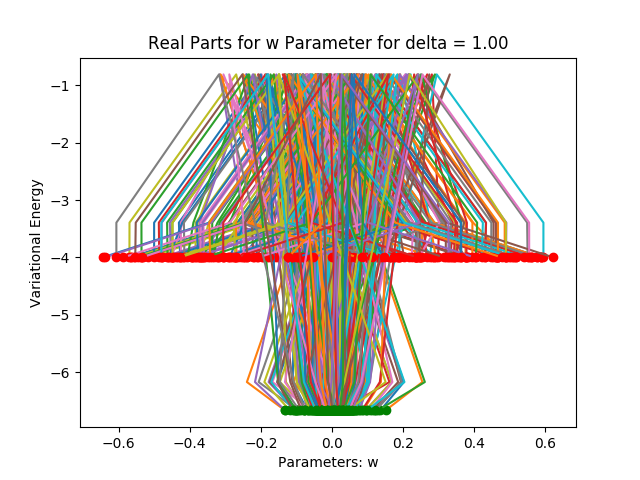 Real Parts for w Parameter for delta = 1.00
Variational Energy
−1
−2
−3
−4
−5
−6
−0.6 −0.4 −0.2 0.0 0.2 0.4 0.6
Parameters: w